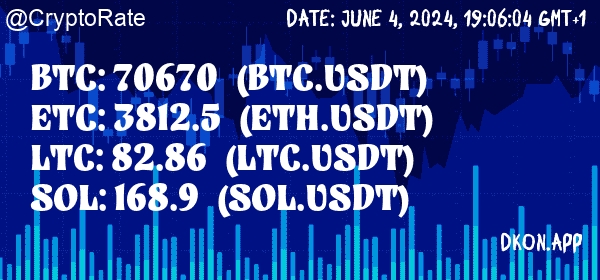 @CryptoRate
DATE: JUNE 4, 2024, 19:06:04 GMT+1
BTC: 70670 (BTC.USDT)
ETC: 3812.5 (ETH.USDT)
LTC: 82.86 (LTC.USDT)
SOL: 168.9 (SOL.USDT)
DKON.APP